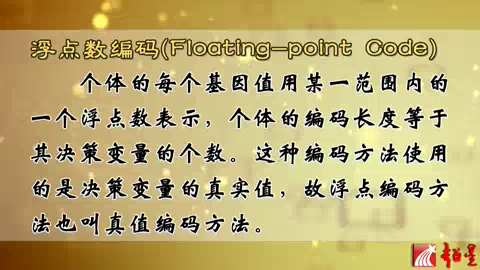 浮点数编码(Floating-point Code)
个体的每个基因值用某一范围内的
一个浮点数表示，个体的编码长度等于
其决策变量的个数。这种编码方法使用
的是决策变量的真实值，故浮点编码方
法也叫真值编码方法。